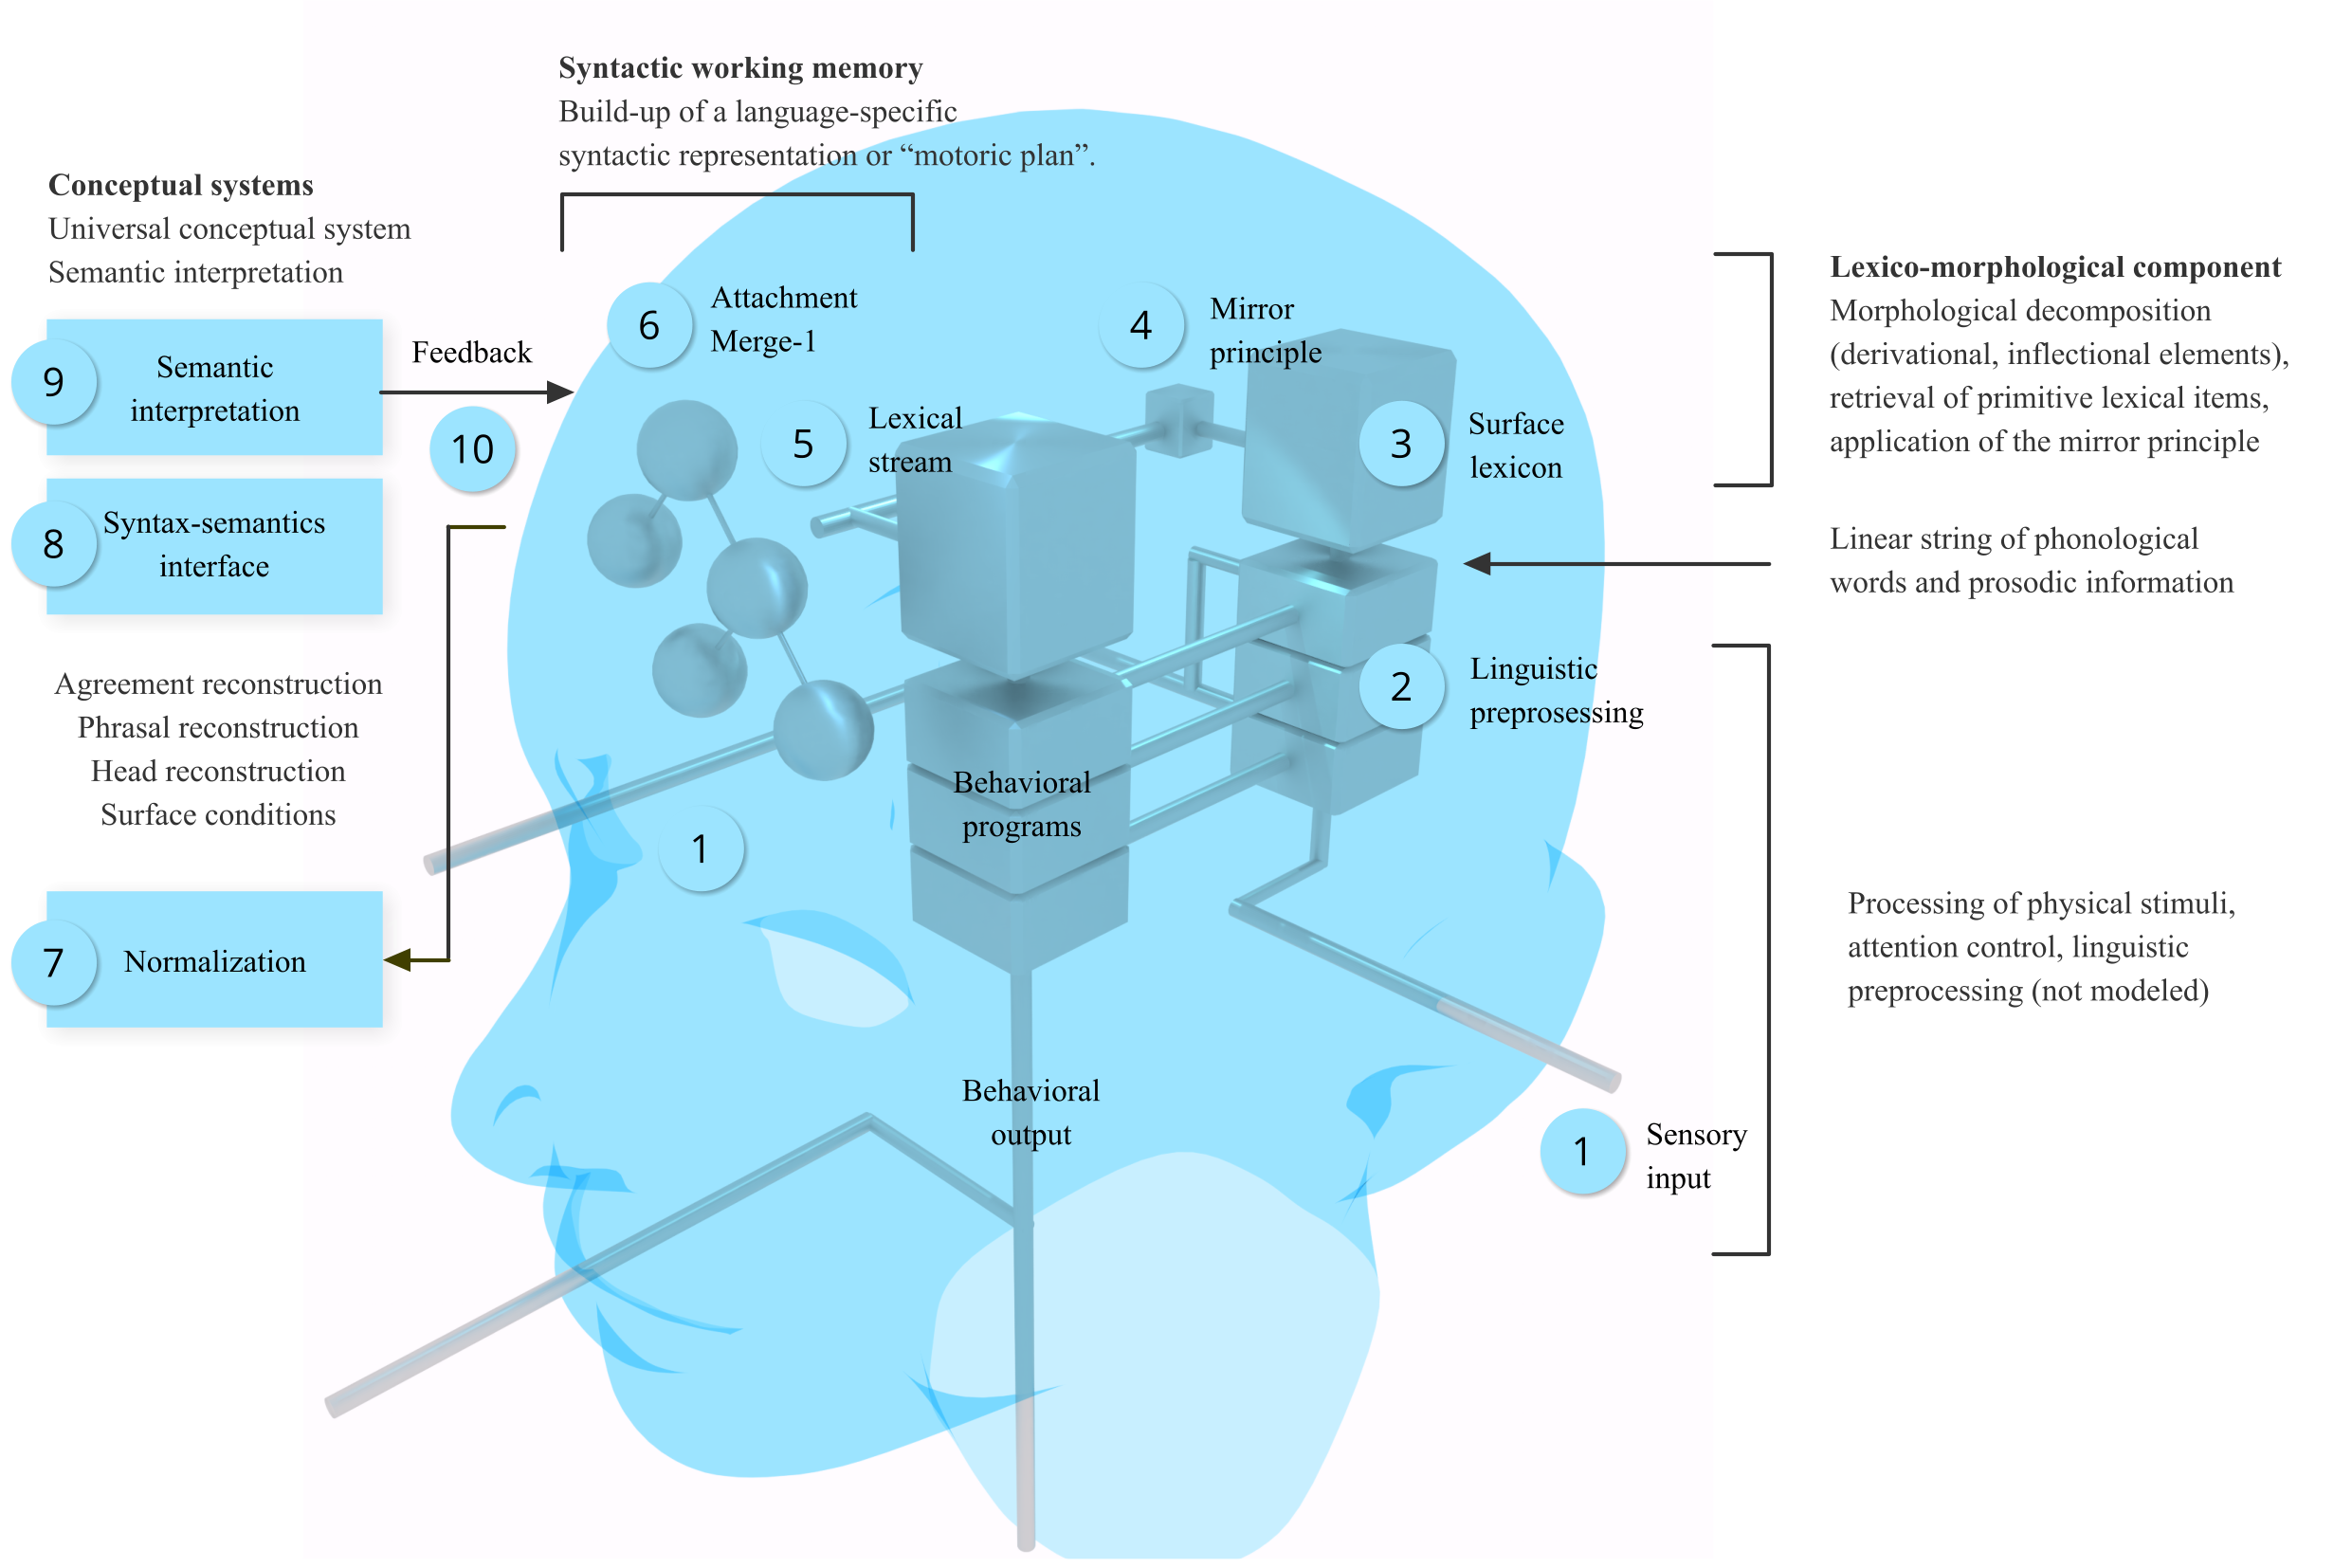 Syntactic working memory
Build-up of a language-specific
syntactic representation or “motoric plan”.
Conceptual systems
Universal conceptual system
Semantic interpretation
9
Semantic
interpretation
Feedback
10
8
Syntax-semantics
interface
Agreement reconstruction
Phrasal reconstruction
Head reconstruction
Surface conditions
7
Normalization
6
Attachment
Merge-1
5
Lexical
stream
4
Mirror
principle
3
Surface
lexicon
2
Linguistic
preprosessing
1
Behavioral
programs
Behavioral
output
1
Sensory
input
Lexico-morphological component
Morphological decomposition
(derivational, inflectional elements),
retrieval of primitive lexical items,
application of the mirror principle
Linear string of phonological
words and prosodic information
Processing of physical stimuli,
attention control, linguistic
preprocessing (not modeled)